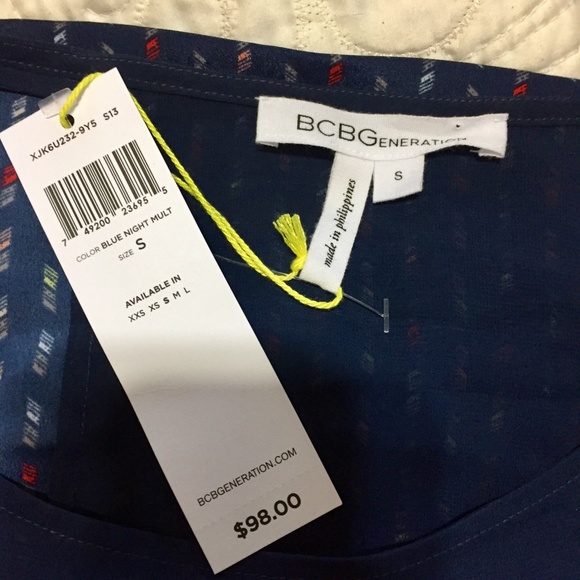 XJK6U232-9Y5 S13
7 49200 23695 5
COLOR BLUE NIGHT MULT
SIZE S
AVAILABLE IN
XXS XS S M L
BCBGENERATION.COM
$98.00
BCBGENERATION
S
made in philippines